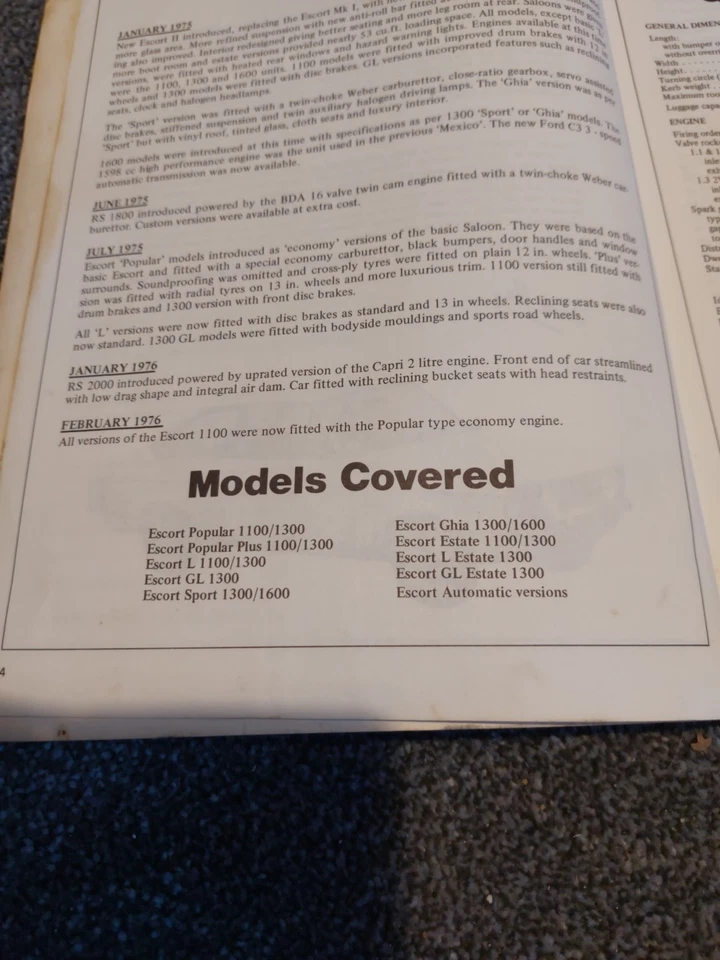 JANUARY 1975
New Escort II introduced, replacing the Escort Mk I, with
more glass area. More refined suspension with new anti-roll bar fitted
ing also improved. Interior redesigned giving better seating and more leg room at rear. Saloons were
more boot room and estate versions provided nearly 53 cu.ft. loading space. All models, except
versions, were fitted with heated rear windows and hazard warning lights. Engines available at this
were the 1100, 1300 and 1600 units. 1100 models were fitted with improved drum brakes with 12
wheels and 1300 models were fitted with disc brakes. GL versions incorporated features such as reclining
seats, clock and halogen headlamps.
The 'Sport' version was fitted with a twin-choke Weber carburettor, close-ratio gearbox, servo assisted
disc brakes, stiffened suspension and twin auxiliary halogen driving lamps. The 'Ghia' version was as per
'Sport' but with vinyl roof, tinted glass, cloth seats and luxury interior.
1600 models were introduced at this time with specifications as per 1300 'Sport' or 'Ghia' models. The
1598 cc high performance engine was the unit used in the previous 'Mexico'. The new Ford C3 3 - speed
automatic transmission was now available.
JUNE 1975
RS 1800 introduced powered by the BDA 16 valve twin cam engine fitted with a twin-choke Weber car-
burettor. Custom versions were available at extra cost.
JULY 1975
Escort 'Popular' models introduced as 'economy' versions of the basic Saloon. They were based on the
basic Escort and fitted with a special economy carburettor, black bumpers, door handles and window
surrounds. Soundproofing was omitted and cross-ply tyres were fitted on plain 12 in. wheels. 'Plus' ver-
sion was fitted with radial tyres on 13 in. wheels and more luxurious trim. 1100 version still fitted with
drum brakes and 1300 version with front disc brakes.
All 'L' versions were now fitted with disc brakes as standard and 13 in wheels. Reclining seats were also
now standard. 1300 GL models were fitted with bodyside mouldings and sports road wheels.
JANUARY 1976
RS 2000 introduced powered by uprated version of the Capri 2 litre engine. Front end of car streamlined
with low drag shape and integral air dam. Car fitted with reclining bucket seats with head restraints.
FEBRUARY 1976
All versions of the Escort 1100 were now fitted with the Popular type economy engine.
Models Covered
Escort Popular 1100/1300
Escort Popular Plus 1100/1300
Escort L 1100/1300
Escort GL 1300
Escort Sport 1300/1600
Escort Ghia 1300/1600
Escort Estate 1100/1300
Escort L Estate 1300
Escort GL Estate 1300
Escort Automatic versions
4
GENERAL
Length:
with bumper
without
Width
Height
Turning circle
Kerb weight
Maximum
Luggage
ENGINE
Firing order
Valve
1.1 &
1.3
Spark